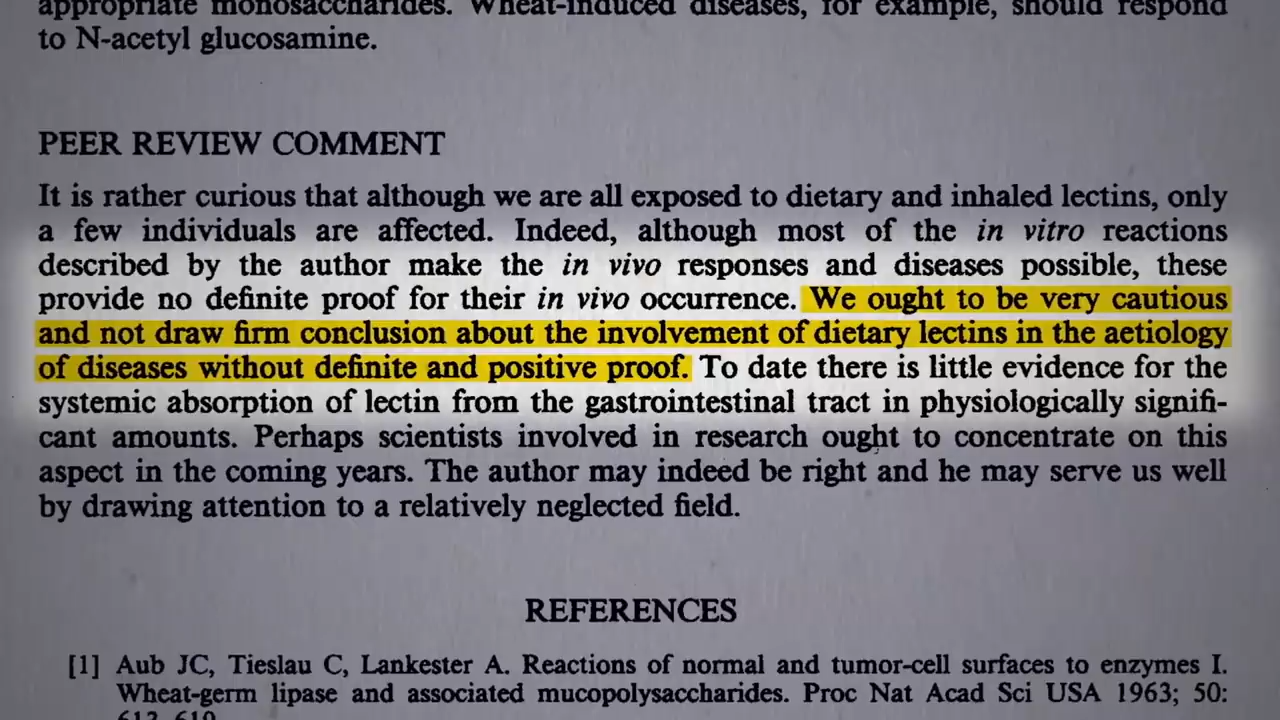 appropriate monosaccharides. Wheat-induced diseases, for example, should respond
to N-acetyl glucosamine.
PEER REVIEW COMMENT
It is rather curious that although we are all exposed to dietary and inhaled lectins, only
a few individuals are affected. Indeed, although most of the in vitro reactions
described by the author make the in vivo responses and diseases possible, these
provide no definite proof for their in vivo occurrence. We ought to be very cautious
and not draw firm conclusion about the involvement of dietary lectins in the aetiology
of diseases without definite and positive proof. To date there is little evidence for the
systemic absorption of lectin from the gastrointestinal tract in physiologically signifi-
cant amounts. Perhaps scientists involved in research ought to concentrate on this
aspect in the coming years. The author may indeed be right and he may serve us well
by drawing attention to a relatively neglected field.
REFERENCES
[1] Aub JC, Tieslau C, Lankester A. Reactions of normal and tumor-cell surfaces to enzymes I.
Wheat-germ lipase and associated mucopolysaccharides. Proc Nat Acad Sci USA 1963; 50: